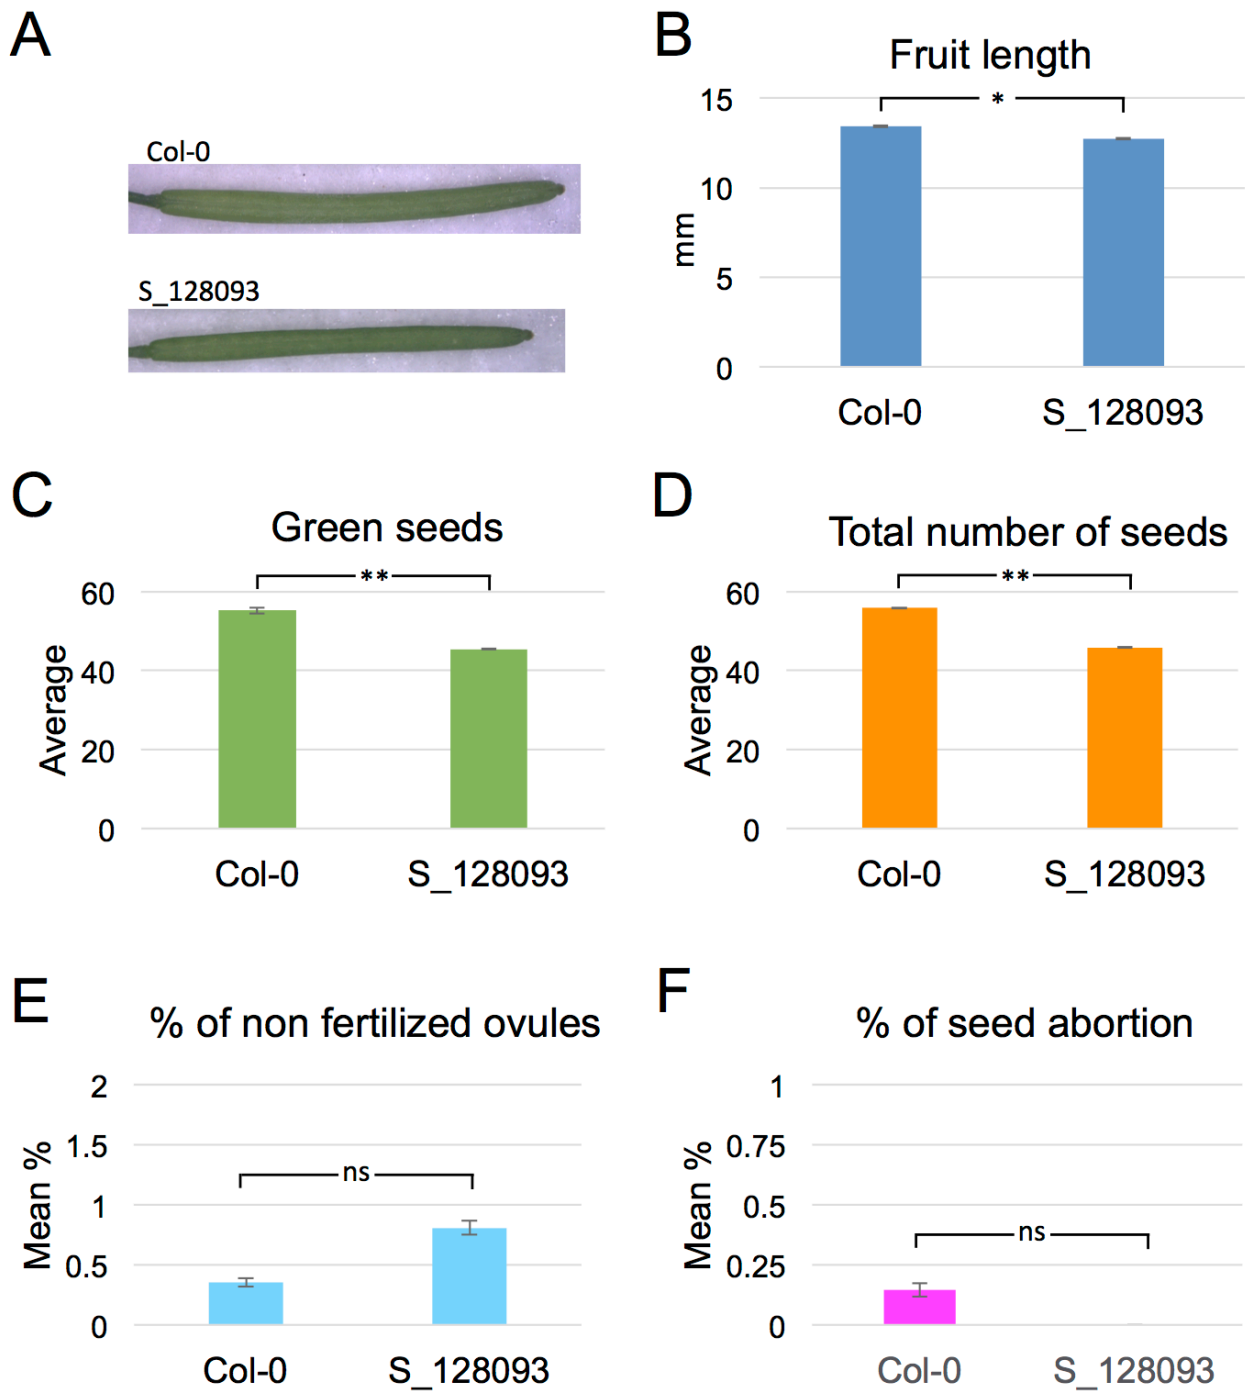 A
Col-0
S_128093
B
Fruit length
15
10
5
0
mm
*
Col-0
S_128093
C
Green seeds
60
40
20
0
Average
**
Col-0
S_128093
D
Total number of seeds
60
40
20
0
Average
**
Col-0
S_128093
E
% of non fertilized ovules
2
1.5
1
0.5
0
Mean %
ns
Col-0
S_128093
F
% of seed abortion
1
0.75
0.5
0.25
0
Mean %
ns
Col-0
S_128093